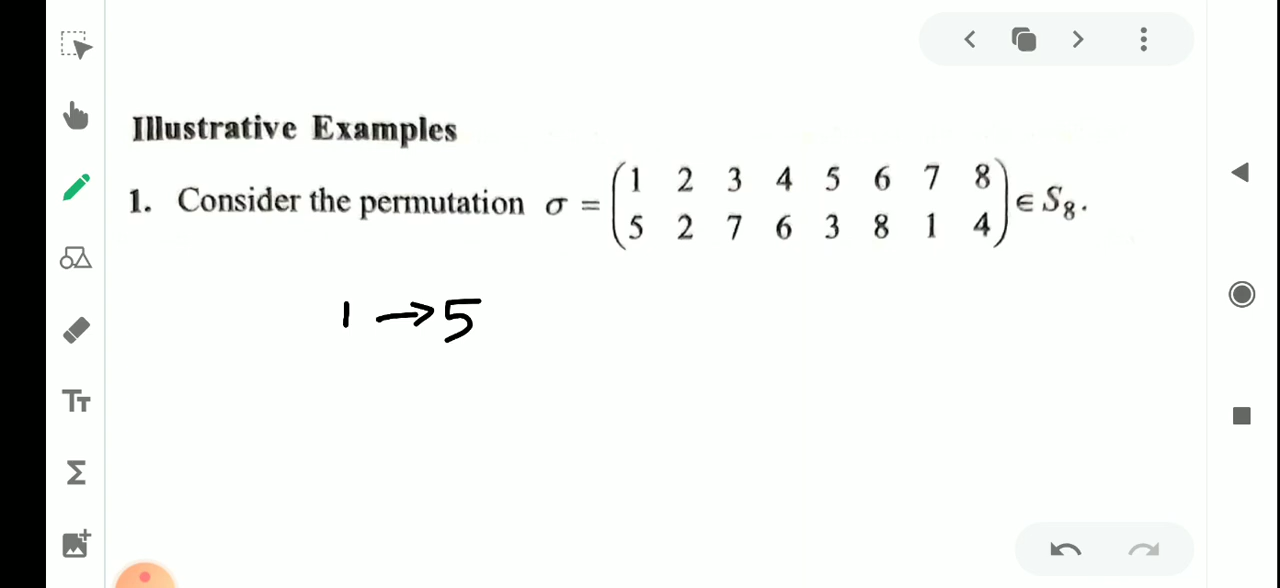 Illustrative Examples
1. Consider the permutation σ = (1 2 3 4 5 6 7 8
5 2 7 6 3 8 1 4) ∈ S₈.
1 → 5
Tт
Σ